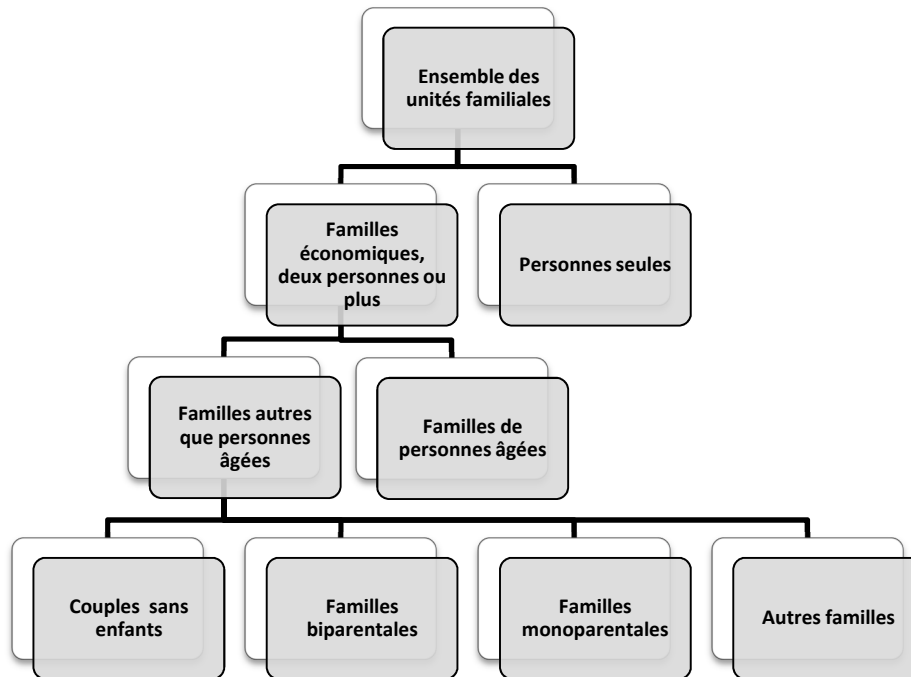 Ensemble des
unités familiales
Familles
économiques,
deux personnes ou
plus
Personnes seules
Familles autres
que personnes
âgées
Familles de
personnes âgées
Couples sans
enfants
Familles
biparentales
Familles
monoparentales
Autres familles